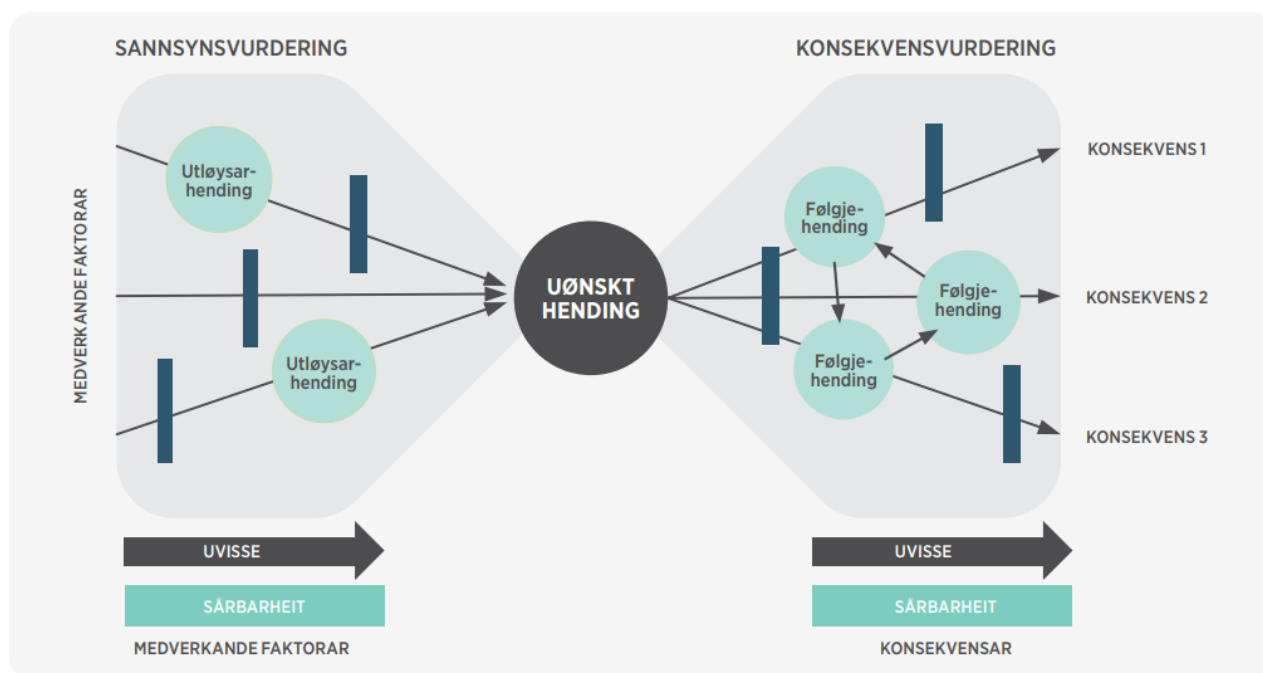 SANNSYNSVURDERING
KONSEKVENSVURDERING
MEDVERKANDE FAKTORAR
Utløysar-
hending
Utløysar-
hending
UØNSKT
HENDING
Følgje-
hending
Følgje-
hending
Følgje-
hending
KONSEKVENS 1
KONSEKVENS 2
KONSEKVENS 3
UVISSE
SÅRBARHEIT
MEDVERKANDE FAKTORAR
UVISSE
SÅRBARHEIT
KONSEKVENSAR